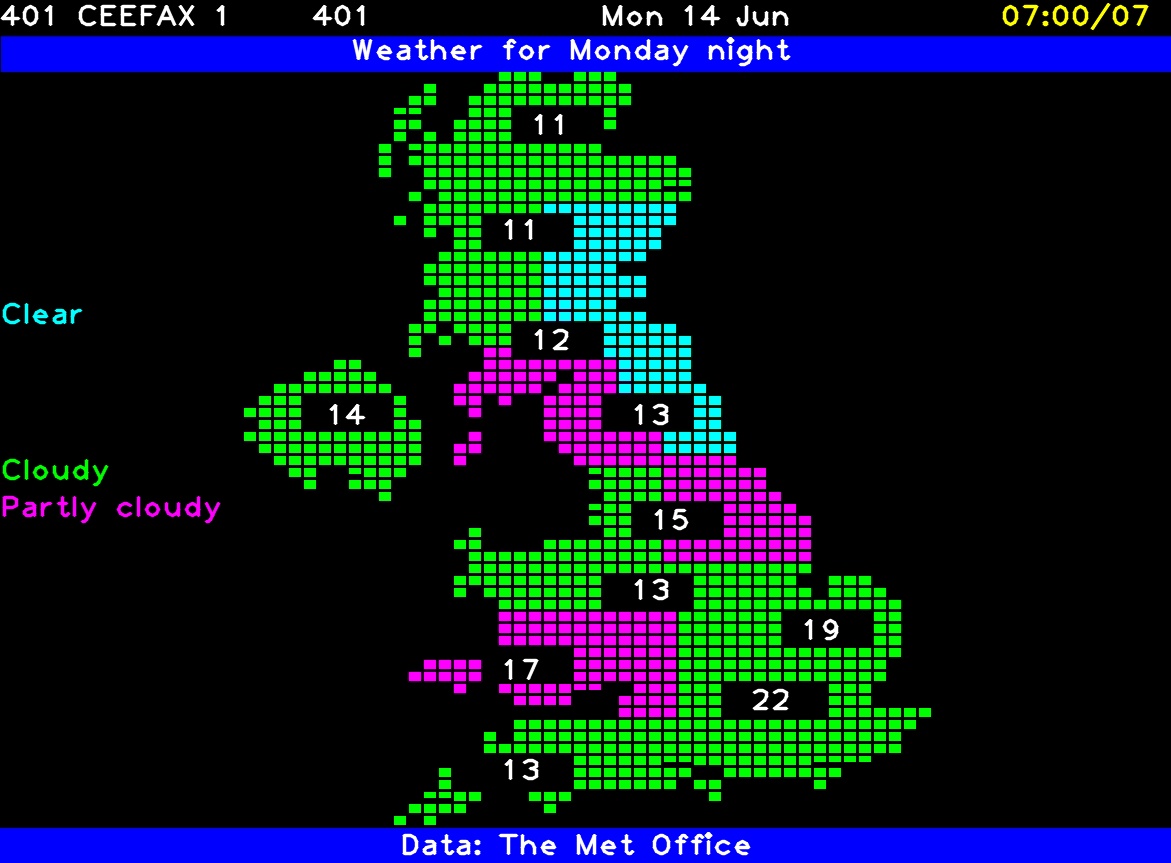 401 CEEFAX 1 401 Mon 14 Jun 07:00/07
Weather for Monday night
11
11
Clear
12
14
13
Cloudy
Partly cloudy
15
13
19
17
22
13
Data: The Met Office